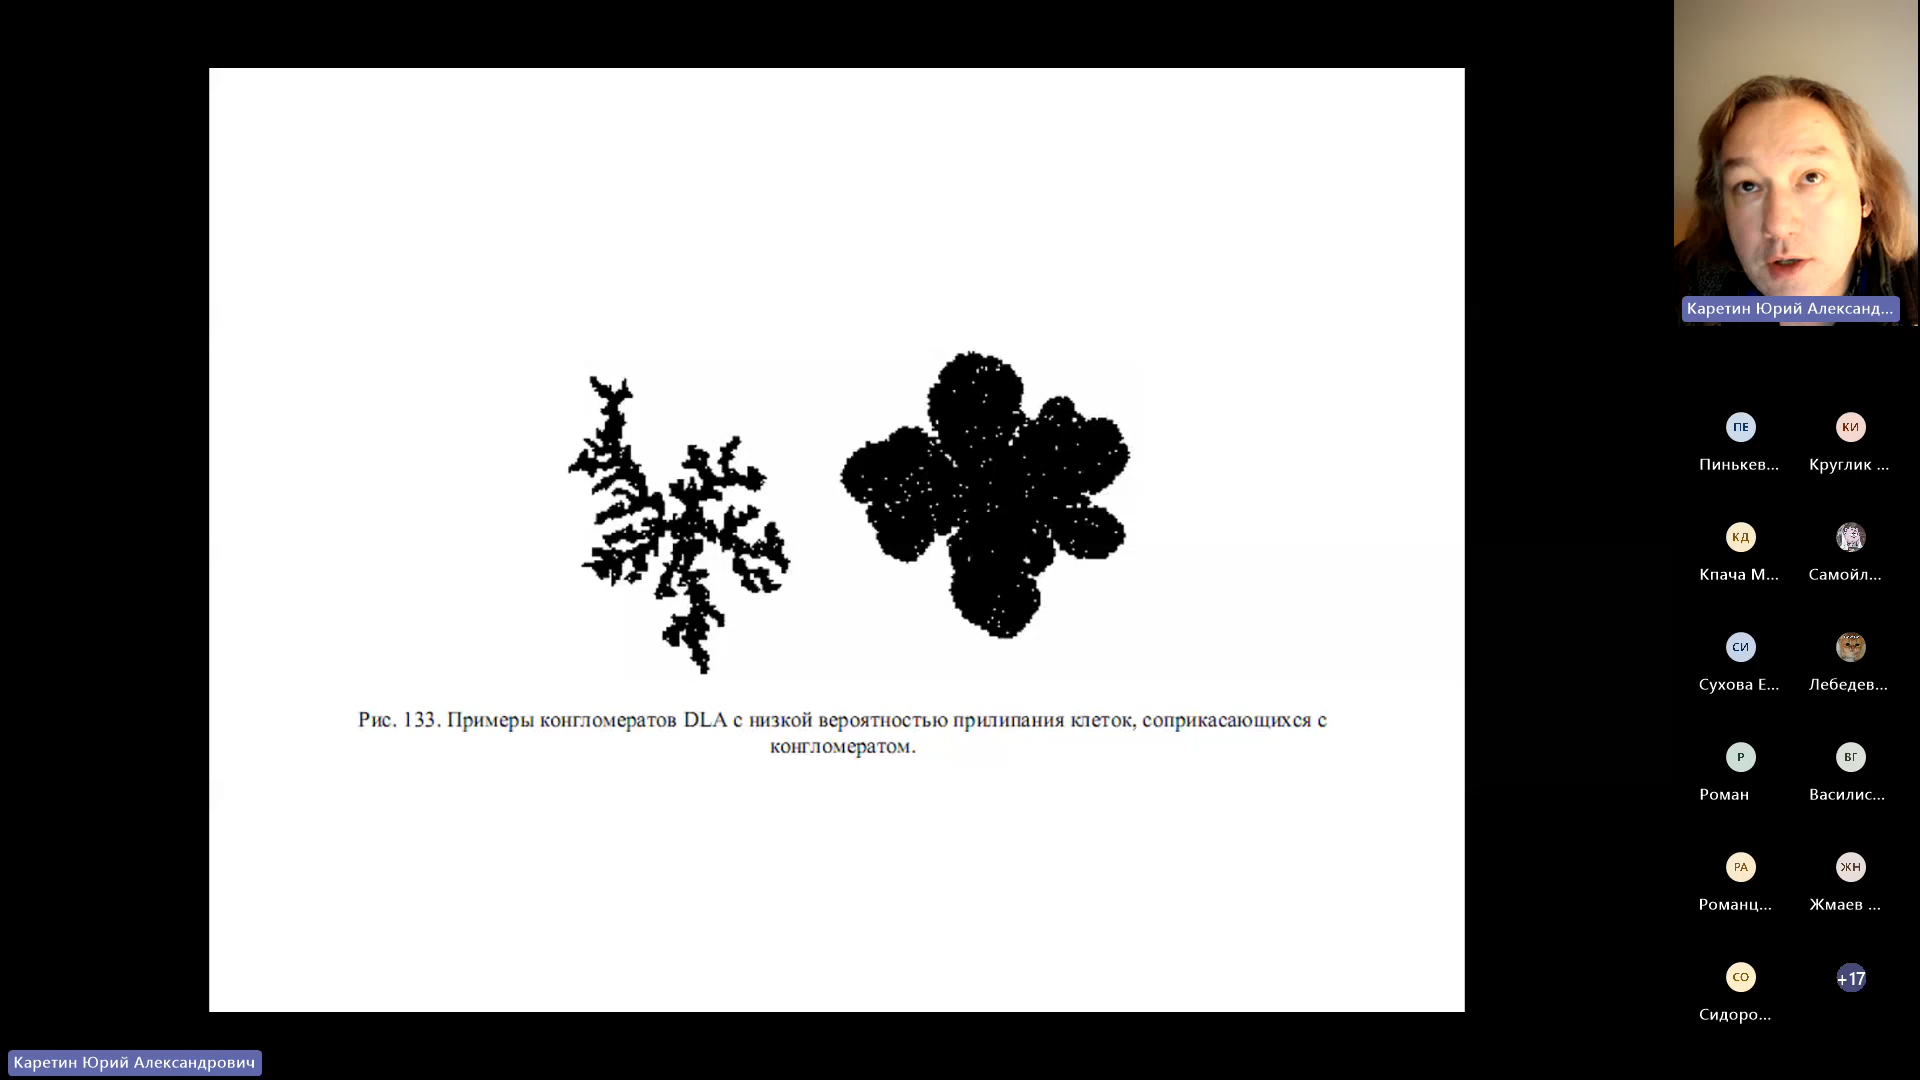 Рис. 133. Примеры конгломератов DLA с низкой вероятностью прилипания клеток, соприкасающихся с
конгломератом.
Каретин Юрий Александ...
ПЕ
КИ
Пинькев...
Круглик ...
КД
Кпача М...
Самойл...
СИ
Сухова Е...
Лебедев...
Р
ВГ
Роман
Василис...
РА
ЖН
Романц...
Жмаев ...
СО
+17
Сидоро...
Каретин Юрий Александрович